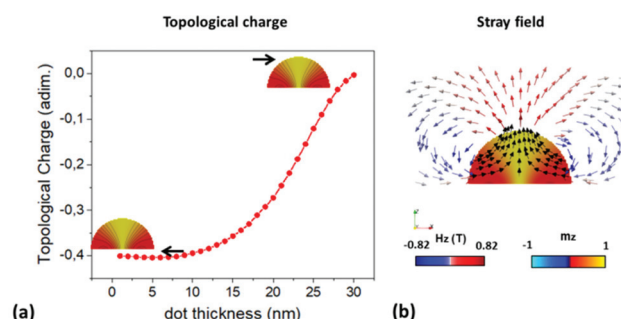 Topological charge
Stray field
Topological Charge (adim.)
0,0
-0,1
-0,2
-0,3
-0,4
0
5
10
15
20
25
30
dot thickness (nm)
(a)
Hz (T)
-0.82
0.82
mz
-1
1
(b)